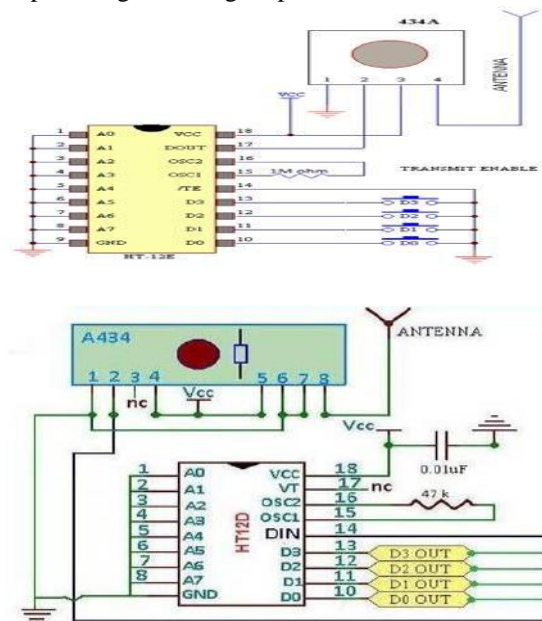 434A
1 2 3 4
ANTENNA
VCC
1 A0 VCC 18
2 A1 DOUT 17
3 A2 OSC2 16
4 A3 OSC1 15 1M ohm TRANSMIT ENABLE
5 A4 /TE 14
6 A5 D3 13 D3
7 A6 D2 12 D2
8 A7 D1 11 D1
9 GND D0 10 D0
HT-12E
A434
ANTENNA
1 2 3 4 5 6 7 8
nc Vcc
Vcc
0.01uF
1 A0 VCC 18
2 A1 VT 17 nc
3 A2 OSC2 16 47 k
4 A3 OSC1 15
5 A4 DIN 14
6 A5 D3 13 D3 OUT
7 A6 D2 12 D2 OUT
8 A7 D1 11 D1 OUT
GND D0 10 D0 OUT
HT12D